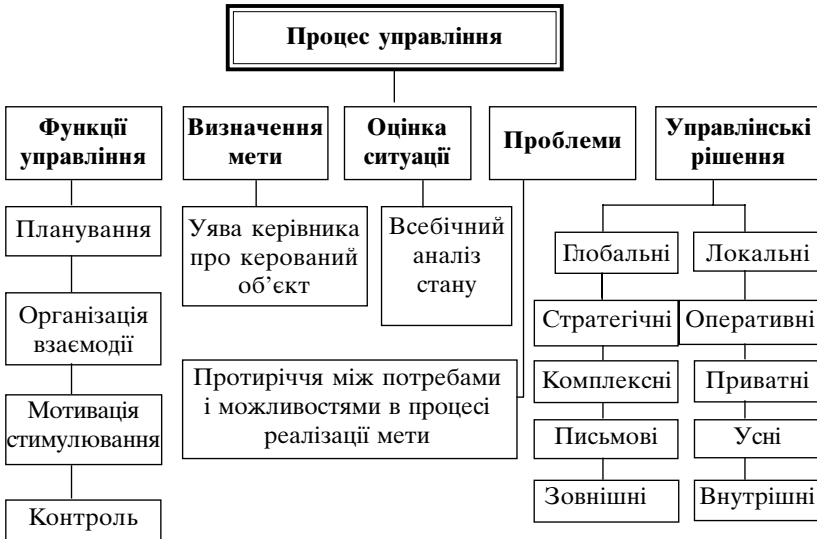 Процес управління
Функції
управління
Визначення
мети
Оцінка
ситуації
Проблеми
Управлінські
рішення
Планування
Організація
взаємодії
Мотивація
стимулювання
Контроль
Уява керівника
про керований
об’єкт
Всебічний
аналіз
стану
Протиріччя між потребами
і можливостями в процесі
реалізації мети
Глобальні
Стратегічні
Комплексні
Письмові
Зовнішні
Локальні
Оперативні
Приватні
Усні
Внутрішні